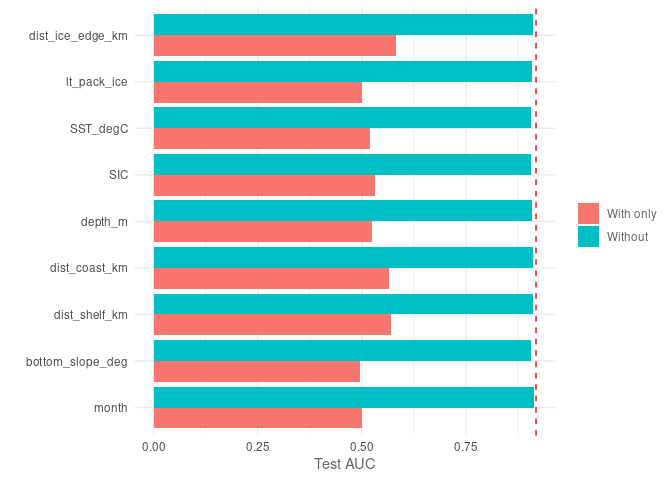 dist_ice_edge_km
lt_pack_ice
SST_degC
SIC
depth_m
dist_coast_km
dist_shelf_km
bottom_slope_deg
month
0.00 0.25 0.50 0.75
Test AUC
With only
Without